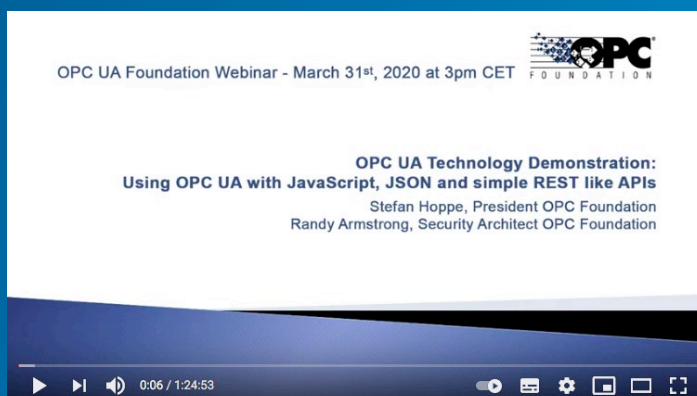 OPC UA Foundation Webinar - March 31st, 2020 at 3pm CET
OPC
FOUNDATION
OPC UA Technology Demonstration:
Using OPC UA with JavaScript, JSON and simple REST like APIs
Stefan Hoppe, President OPC Foundation
Randy Armstrong, Security Architect OPC Foundation
0:06 / 1:24:53